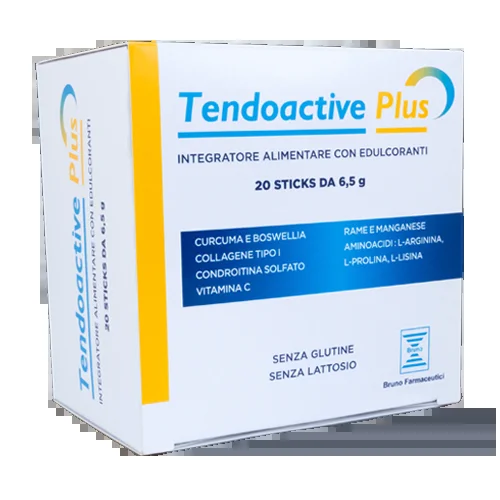 Tendoactive Plus
INTEGRATORE ALIMENTARE CON EDULCORANTI
20 STICKS DA 6,5 g
CURCUMA E BOSWELLIA
COLLAGENE TIPO I
CONDROITINA SOLFATO
VITAMINA C
RAME E MANGANESE
AMINOACIDI: L-ARGININA,
L-PROLINA, L-LISINA
SENZA GLUTINE
SENZA LATTOSIO
Bruno
Bruno Farmaceutici
Tendoactive Plus
INTEGRATORE ALIMENTARE CON EDULCORANTI
20 STICKS DA 6,5 g